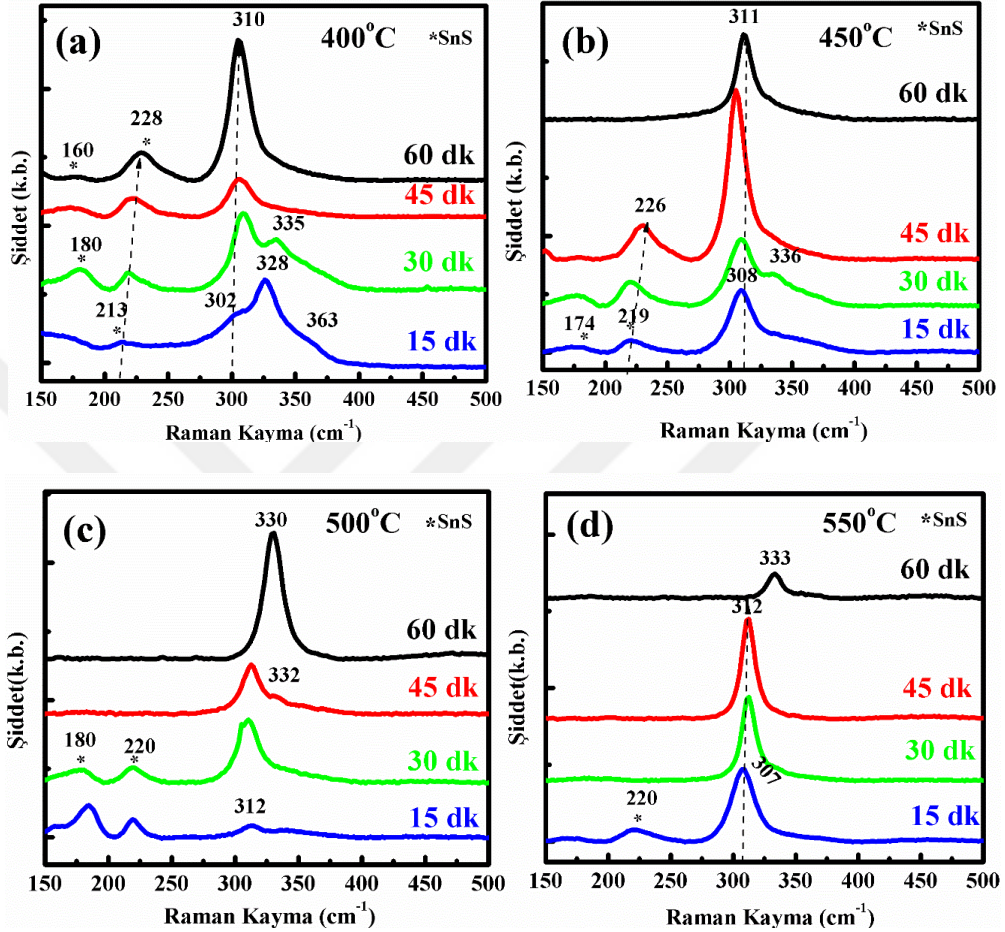 (a) 400°C *SnS
310
228
*
160
*
60 dk
45 dk
335
180
*
30 dk
328
302
213
*
363
15 dk
Şiddet (k.b.)
150 200 250 300 350 400 450 500
Raman Kayma (cm⁻¹)
(b) 450°C *SnS
311
60 dk
226
45 dk
336
308
30 dk
219
*
174
*
15 dk
Şiddet (k.b.)
150 200 250 300 350 400 450 500
Raman Kayma (cm⁻¹)
(c) 500°C *SnS
330
60 dk
332
45 dk
180
*
220
*
30 dk
312
15 dk
Şiddet(k.b.)
150 200 250 300 350 400 450 500
Raman Kayma (cm⁻¹)
(d) 550°C *SnS
333
60 dk
312
45 dk
30 dk
307
220
*
15 dk
Şiddet(k.b.)
150 200 250 300 350 400 450 500
Raman Kayma (cm⁻¹)